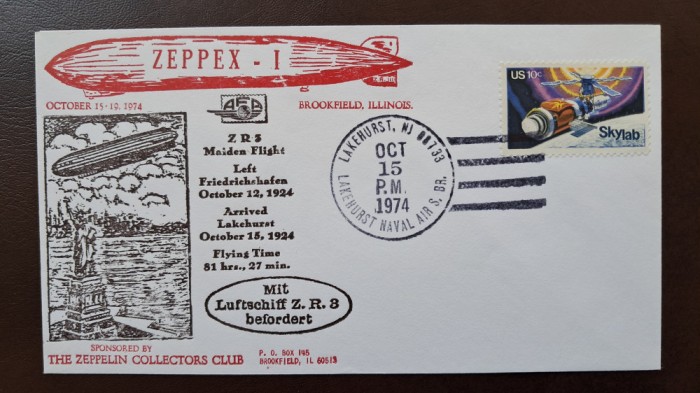 ZEPPEX - I
OCTOBER 15-19, 1974
BROOKFIELD, ILLINOIS.
Z R 3
Maiden Flight
Left
Friedrichshafen
October 12, 1924
Arrived
Lakehurst
October 15, 1924
Flying Time
81 hrs., 27 min.
Mit
Luftschiff Z. R. 3
befordert
SPONSORED BY
THE ZEPPELIN COLLECTORS CLUB
P. O. BOX 145
BROOKFIELD, IL 60513
LAKEHURST, NJ 08733
OCT
15
P.M.
1974
LAKEHURST NAVAL AIR S. BR.
US 10c
Skylab